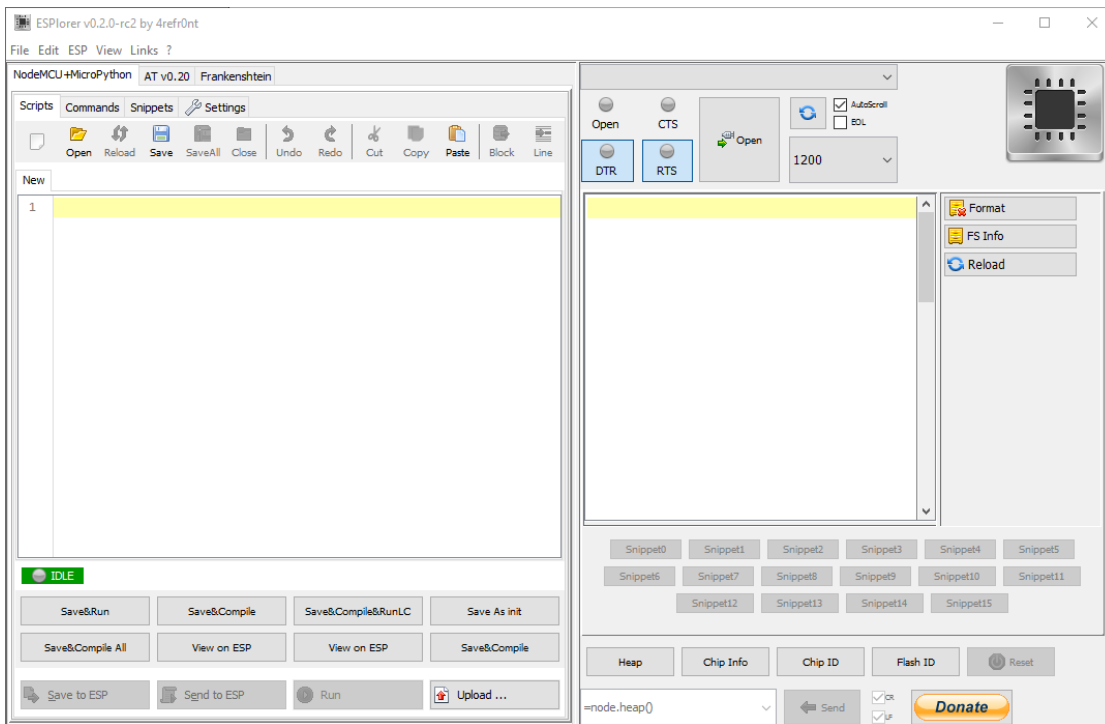 ESPlorer v0.2.0-rc2 by 4refr0nt
File Edit ESP View Links ?
NodeMCU+MicroPython AT v0.20 Frankenshtein
Scripts Commands Snippets Settings
Open Reload Save SaveAll Close Undo Redo Cut Copy Paste Block Line
New
1
IDLE
Save&Run Save&Compile Save&Compile&RunLC Save As init
Save&Compile All View on ESP View on ESP Save&Compile
Save to ESP Send to ESP Run Upload ...
Open CTS
DTR RTS
Open
AutoScroll
EOL
1200
Format
FS Info
Reload
Snippet0 Snippet1 Snippet2 Snippet3 Snippet4 Snippet5
Snippet6 Snippet7 Snippet8 Snippet9 Snippet10 Snippet11
Snippet12 Snippet13 Snippet14 Snippet15
Heap Chip Info Chip ID Flash ID Reset
=node.heap() Send
CR
LF
Donate